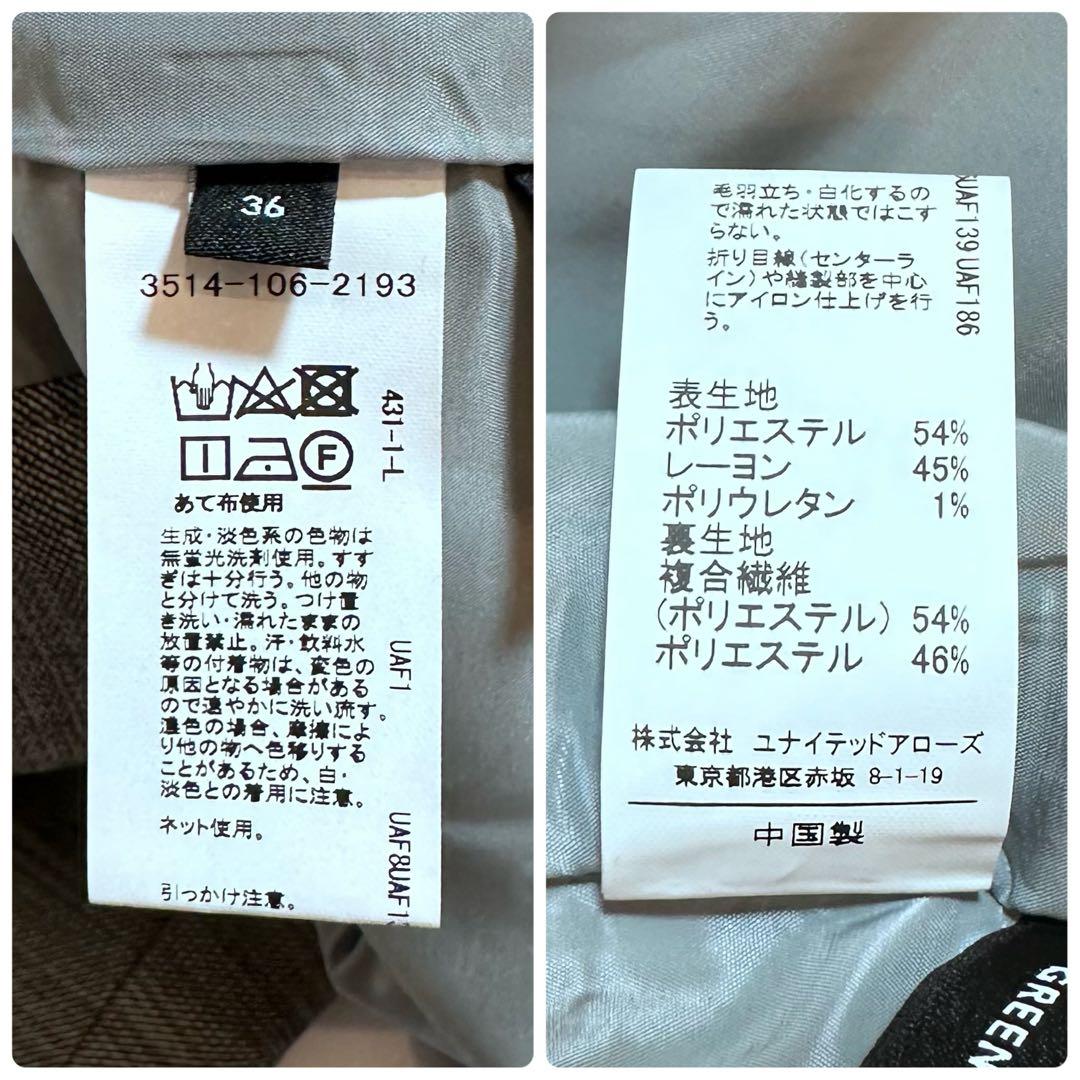 36
3514-106-2193
431-1-L
F
あて布使用
生成・淡色系の色物は
無蛍光洗剤使用。すす
ぎは十分行う。他の物
と分けて洗う。つけ置
き洗い・濡れたままの
放置禁止。汗・飲料水
等の付着物は、変色の
原因となる場合がある
ので速やかに洗い流す。
濃色の場合、摩擦によ
り他の物へ色移りする
ことがあるため、白・
淡色との着用に注意。
ネット使用。
引っかけ注意。
UAF1
UAF8UAF1
毛羽立ち・白化するの
で濡れた状態ではこす
らない。
折り目線(センターラ
イン)や縫製部を中心
にアイロン仕上げを行
う。
UAF139 UAF186
表生地
ポリエステル 54%
レーヨン 45%
ポリウレタン 1%
裏生地
複合繊維
(ポリエステル) 54%
ポリエステル 46%
株式会社 ユナイテッドアローズ
東京都港区赤坂 8-1-19
中国製
GREEN